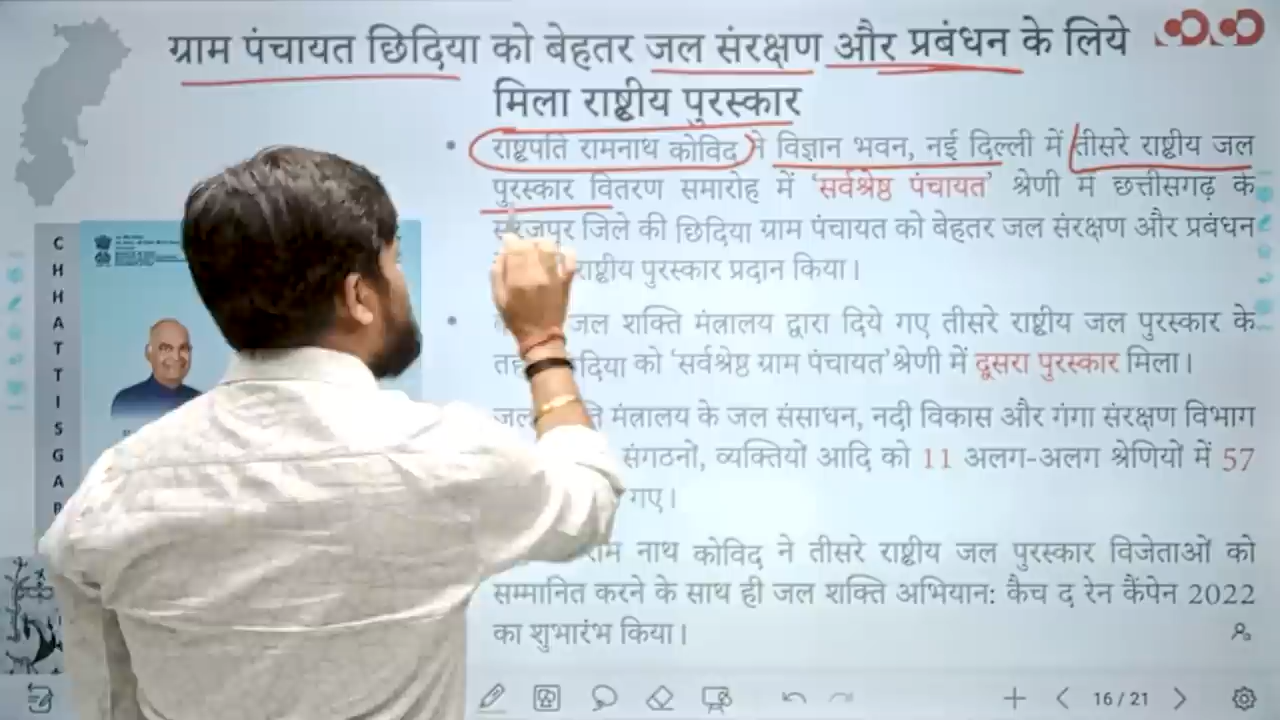 ग्राम पंचायत छिदिया को बेहतर जल संरक्षण और प्रबंधन के लिये
मिला राष्ट्रीय पुरस्कार
• राष्ट्रपति रामनाथ कोविंद ने विज्ञान भवन, नई दिल्ली में तीसरे राष्ट्रीय जल
पुरस्कार वितरण समारोह में 'सर्वश्रेष्ठ पंचायत' श्रेणी में छत्तीसगढ़ के
सूरजपुर जिले की छिदिया ग्राम पंचायत को बेहतर जल संरक्षण और प्रबंधन
राष्ट्रीय पुरस्कार प्रदान किया।
• जल शक्ति मंत्रालय द्वारा दिये गए तीसरे राष्ट्रीय जल पुरस्कार के
को 'सर्वश्रेष्ठ ग्राम पंचायत' श्रेणी में दूसरा पुरस्कार मिला।
मंत्रालय के जल संसाधन, नदी विकास और गंगा संरक्षण विभाग
संगठनों, व्यक्तियों आदि को 11 अलग-अलग श्रेणियों में 57
गए।
नाथ कोविंद ने तीसरे राष्ट्रीय जल पुरस्कार विजेताओं को
सम्मानित करने के साथ ही जल शक्ति अभियान: कैच द रेन कैंपेन 2022
का शुभारंभ किया।
CHHATTISGAR
16/21